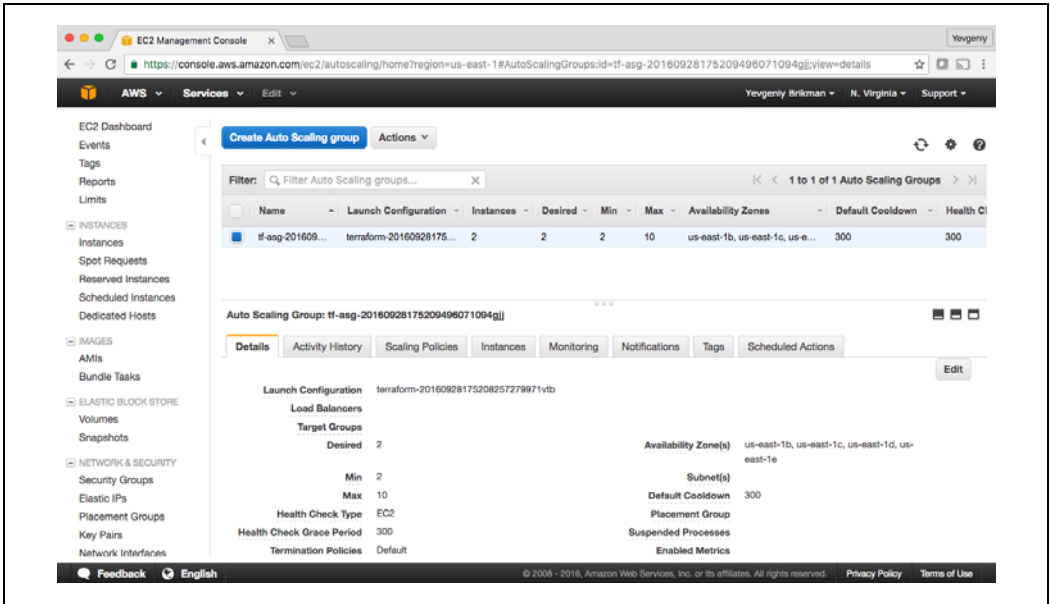 EC2 Management Console
Yevgeniy
https://console.aws.amazon.com/ec2/autoscaling/home?region=us-east-1#AutoScalingGroups:id=tf-asg-20160928175209496071094gjj;view=details
AWS Services Edit Yevgeniy Brikman N. Virginia Support
EC2 Dashboard
Events
Tags
Reports
Limits
INSTANCES
Instances
Spot Requests
Reserved Instances
Scheduled Instances
Dedicated Hosts
IMAGES
AMIs
Bundle Tasks
ELASTIC BLOCK STORE
Volumes
Snapshots
NETWORK & SECURITY
Security Groups
Elastic IPs
Placement Groups
Key Pairs
Network Interfaces
Create Auto Scaling group Actions
Filter: Filter Auto Scaling groups... 1 to 1 of 1 Auto Scaling Groups
Name Launch Configuration Instances Desired Min Max Availability Zones Default Cooldown Health Cl
tf-asg-201609... terraform-20160928175... 2 2 2 10 us-east-1b, us-east-1c, us-e... 300 300
Auto Scaling Group: tf-asg-20160928175209496071094gjj
Details Activity History Scaling Policies Instances Monitoring Notifications Tags Scheduled Actions
Edit
Launch Configuration terraform-20160928175208257279971vtb
Load Balancers
Target Groups
Desired 2 Availability Zone(s) us-east-1b, us-east-1c, us-east-1d, us-
east-1e
Min 2 Subnet(s)
Max 10 Default Cooldown 300
Health Check Type EC2 Placement Group
Health Check Grace Period 300 Suspended Processes
Termination Policies Default Enabled Metrics
Feedback English © 2008 - 2016, Amazon Web Services, Inc. or its affiliates. All rights reserved. Privacy Policy Terms of Use